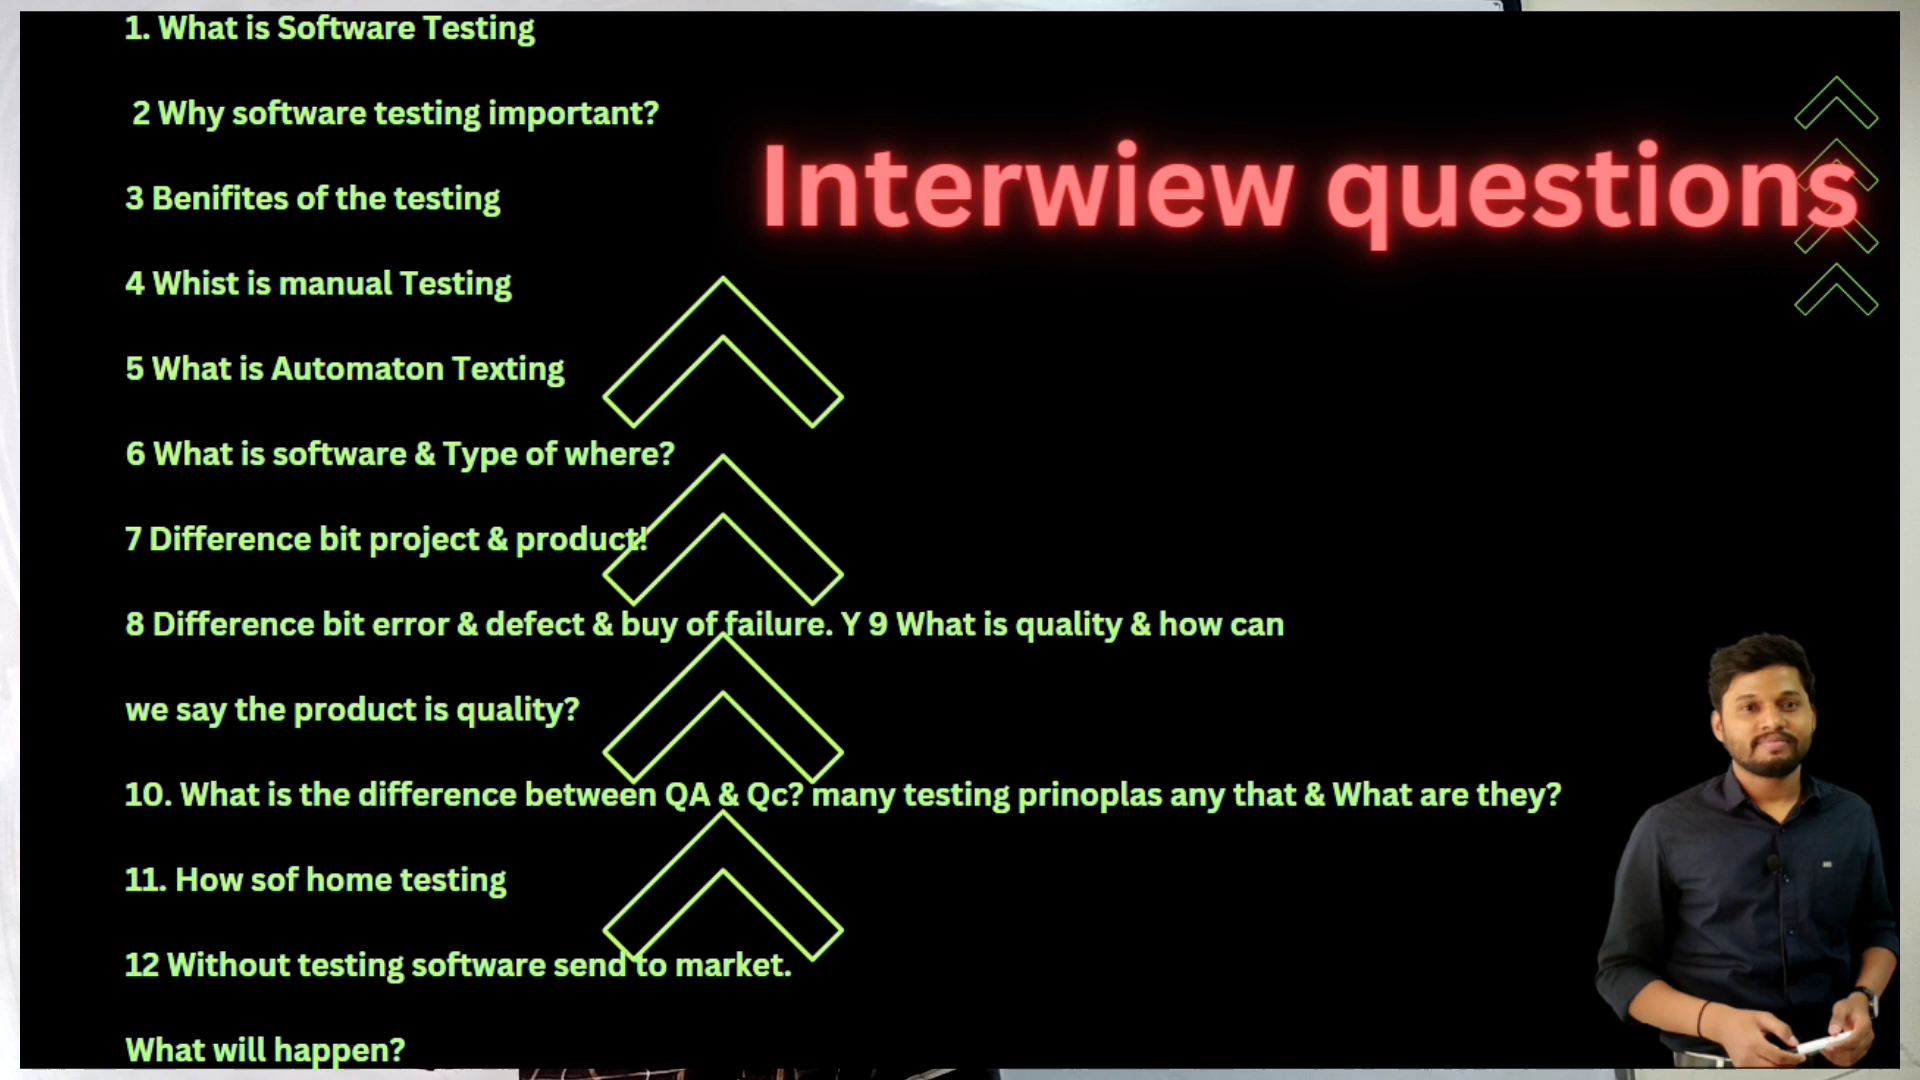 1. What is Software Testing
2 Why software testing important?
Interwiew questions
3 Benifites of the testing
4 Whist is manual Testing
5 What is Automaton Texting
6 What is software & Type of where?
7 Difference bit project & product!
8 Difference bit error & defect & buy of failure. Y 9 What is quality & how can
we say the product is quality?
10. What is the difference between QA & Qc? many testing prinoplas any that & What are they?
11. How sof home testing
12 Without testing software send to market.
What will happen?